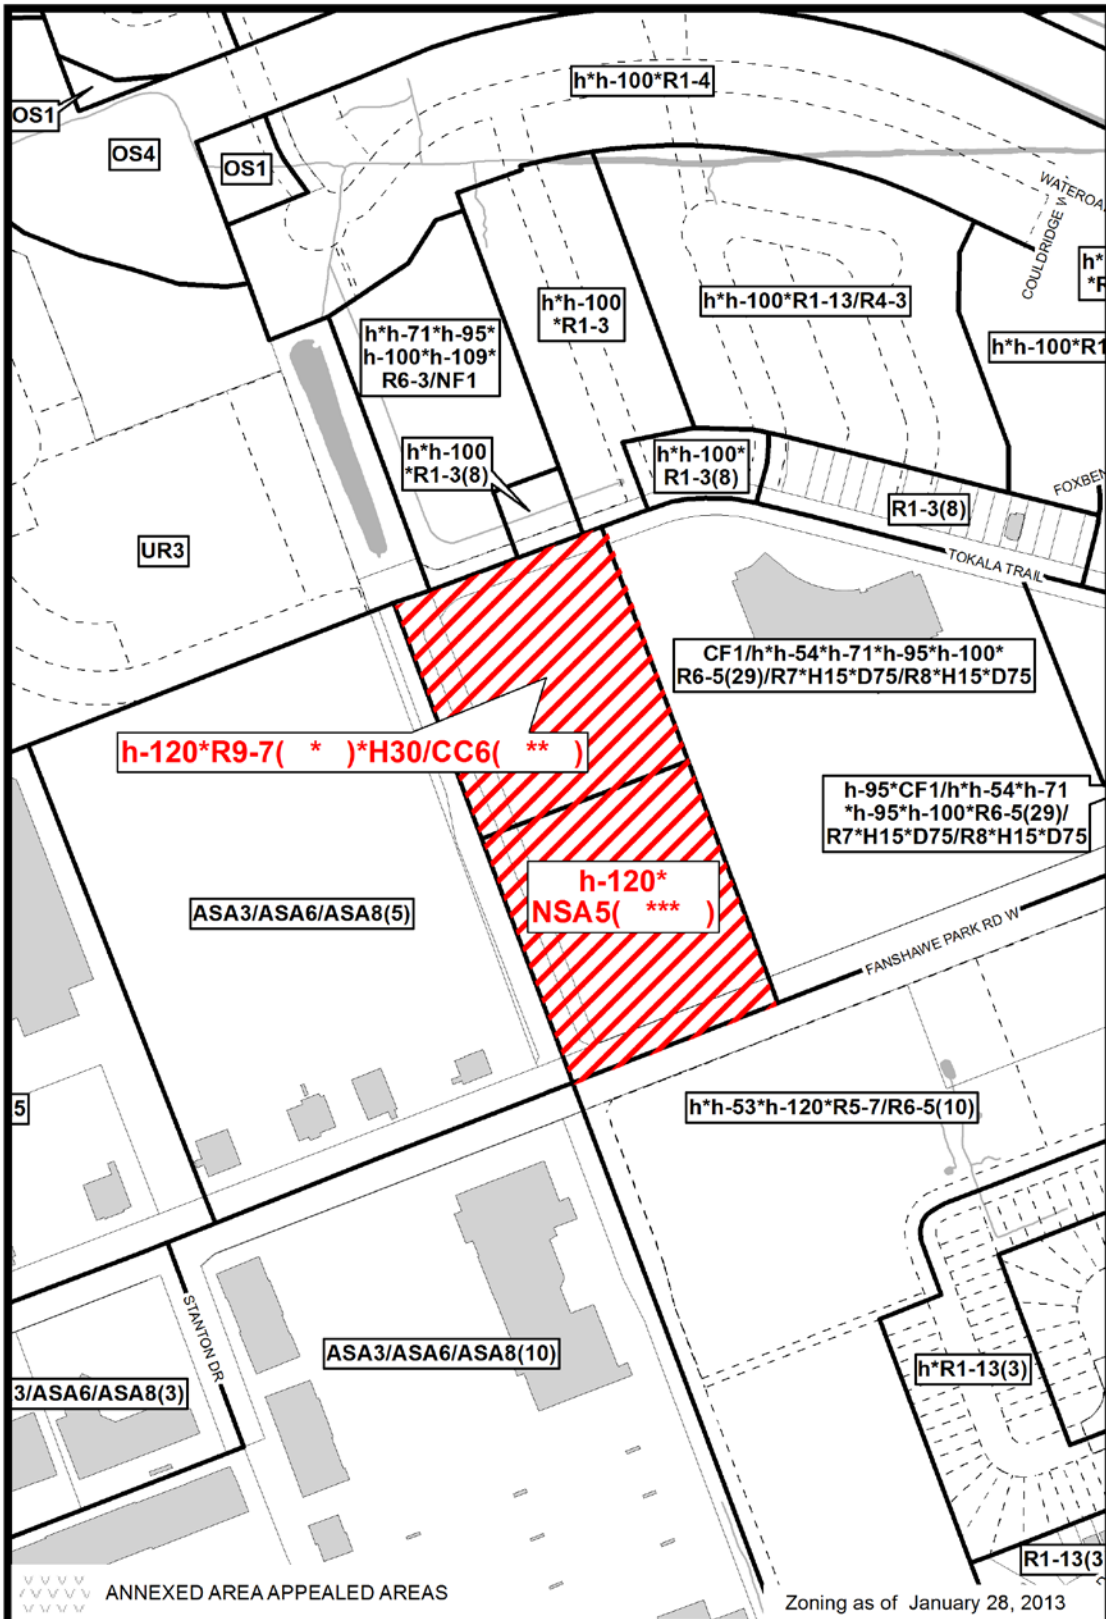 h*h-100*R1-4
OS1
OS4
OS1
WATEROA
COULDRIDGE
h*
*R
h*h-100
*R1-3
h*h-100*R1-13/R4-3
h*h-71*h-95*
h-100*h-109*
R6-3/NF1
h*h-100*R1
h*h-100
*R1-3(8)
h*h-100*
R1-3(8)
FOXBEN
R1-3(8)
UR3
TOKALA TRAIL
CF1/h*h-54*h-71*h-95*h-100*
R6-5(29)/R7*H15*D75/R8*H15*D75
h-120*R9-7( * )*H30/CC6( ** )
h-95*CF1/h*h-54*h-71
*h-95*h-100*R6-5(29)/
R7*H15*D75/R8*H15*D75
h-120*
NSA5( *** )
ASA3/ASA6/ASA8(5)
FANSHAWE PARK RD W
5
h*h-53*h-120*R5-7/R6-5(10)
STANTON DR
ASA3/ASA6/ASA8(10)
h*R1-13(3)
3/ASA6/ASA8(3)
R1-13(3
ANNEXED AREA APPEALED AREAS
Zoning as of January 28, 2013